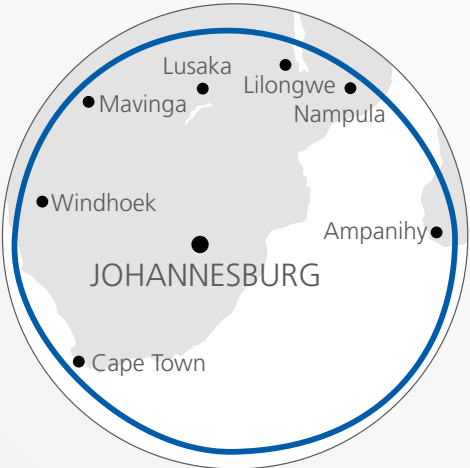 Lusaka
Lilongwe
Mavinga
Nampula
Windhoek
Ampanihy
JOHANNESBURG
Cape Town